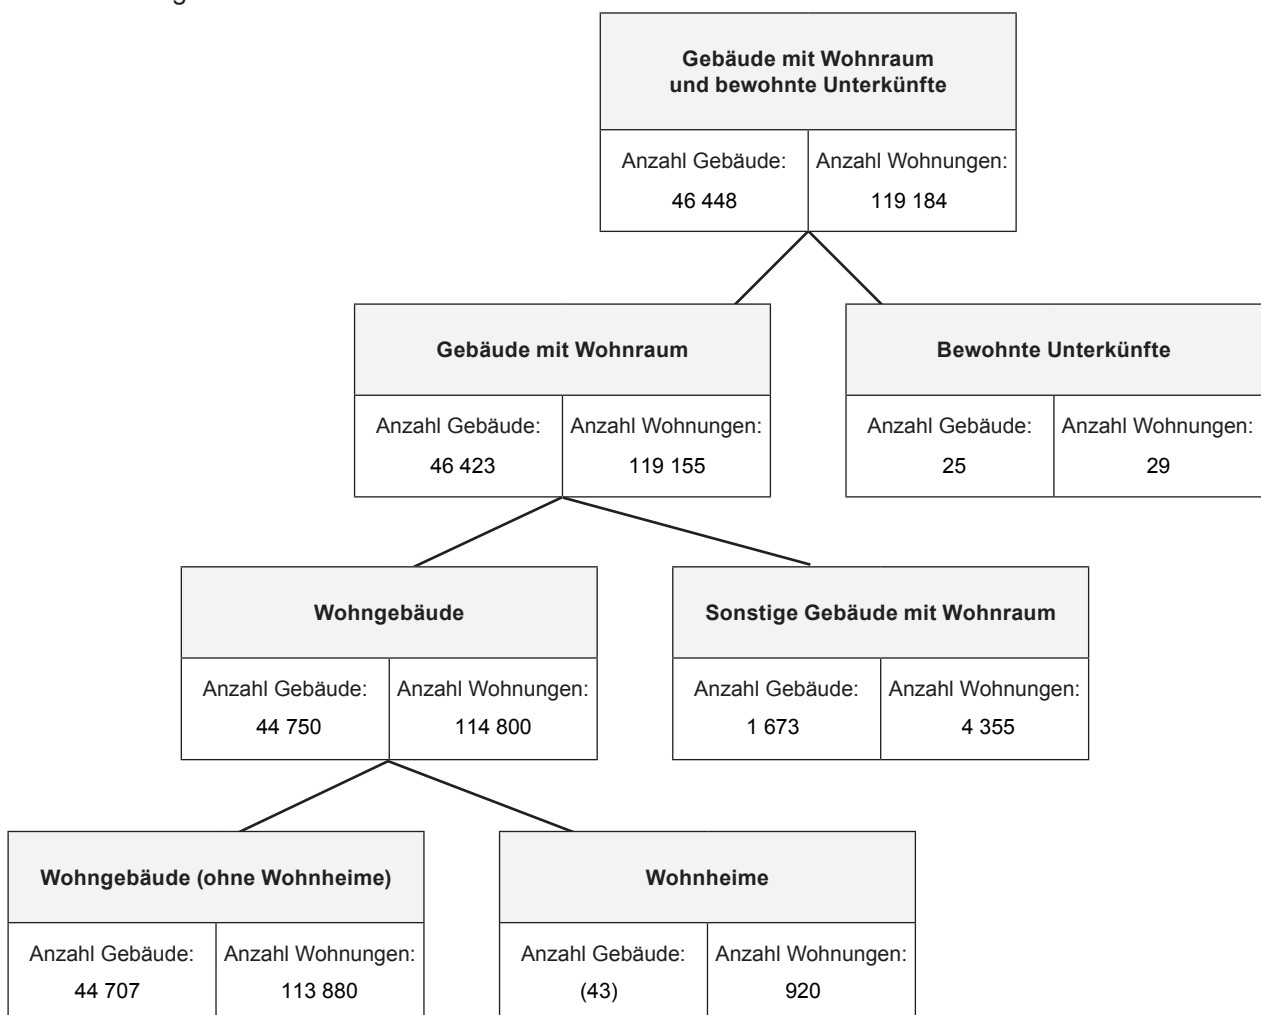 Gebäude mit Wohnraum
und bewohnte Unterkünfte
Anzahl Gebäude: Anzahl Wohnungen:
46 448 119 184
Gebäude mit Wohnraum
Anzahl Gebäude: Anzahl Wohnungen:
46 423 119 155
Bewohnte Unterkünfte
Anzahl Gebäude: Anzahl Wohnungen:
25 29
Wohngebäude
Anzahl Gebäude: Anzahl Wohnungen:
44 750 114 800
Sonstige Gebäude mit Wohnraum
Anzahl Gebäude: Anzahl Wohnungen:
1 673 4 355
Wohngebäude (ohne Wohnheime)
Anzahl Gebäude: Anzahl Wohnungen:
44 707 113 880
Wohnheime
Anzahl Gebäude: Anzahl Wohnungen:
(43) 920